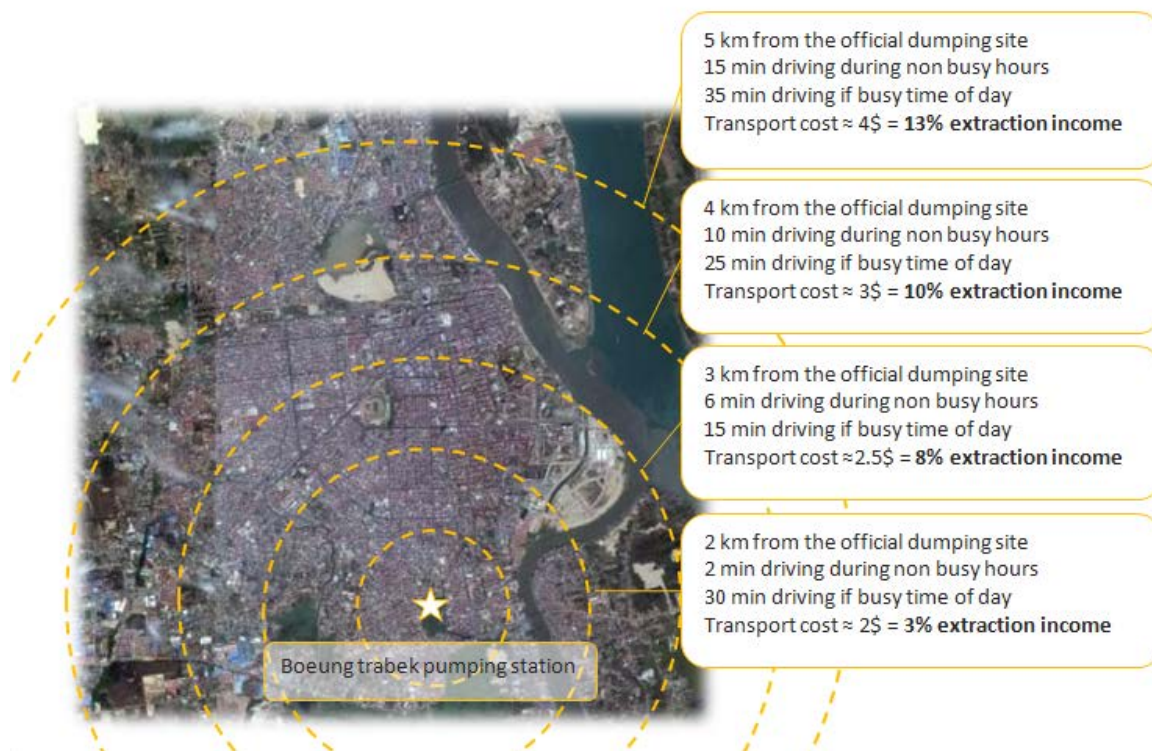 5 km from the official dumping site
15 min driving during non busy hours
35 min driving if busy time of day
Transport cost ≈ 4$ = 13% extraction income
4 km from the official dumping site
10 min driving during non busy hours
25 min driving if busy time of day
Transport cost ≈ 3$ = 10% extraction income
3 km from the official dumping site
6 min driving during non busy hours
15 min driving if busy time of day
Transport cost ≈2.5$ = 8% extraction income
2 km from the official dumping site
2 min driving during non busy hours
30 min driving if busy time of day
Transport cost ≈ 2$ = 3% extraction income
Boeung trabek pumping station